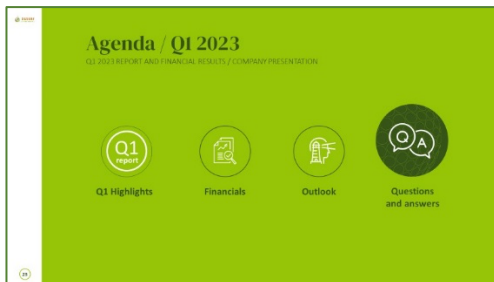 Agenda / Q1 2023
Q1 2023 REPORT AND FINANCIAL RESULTS / COMPANY PRESENTATION
Q1
report
Q A
Q1 Highlights
Financials
Outlook
Questions
and answers